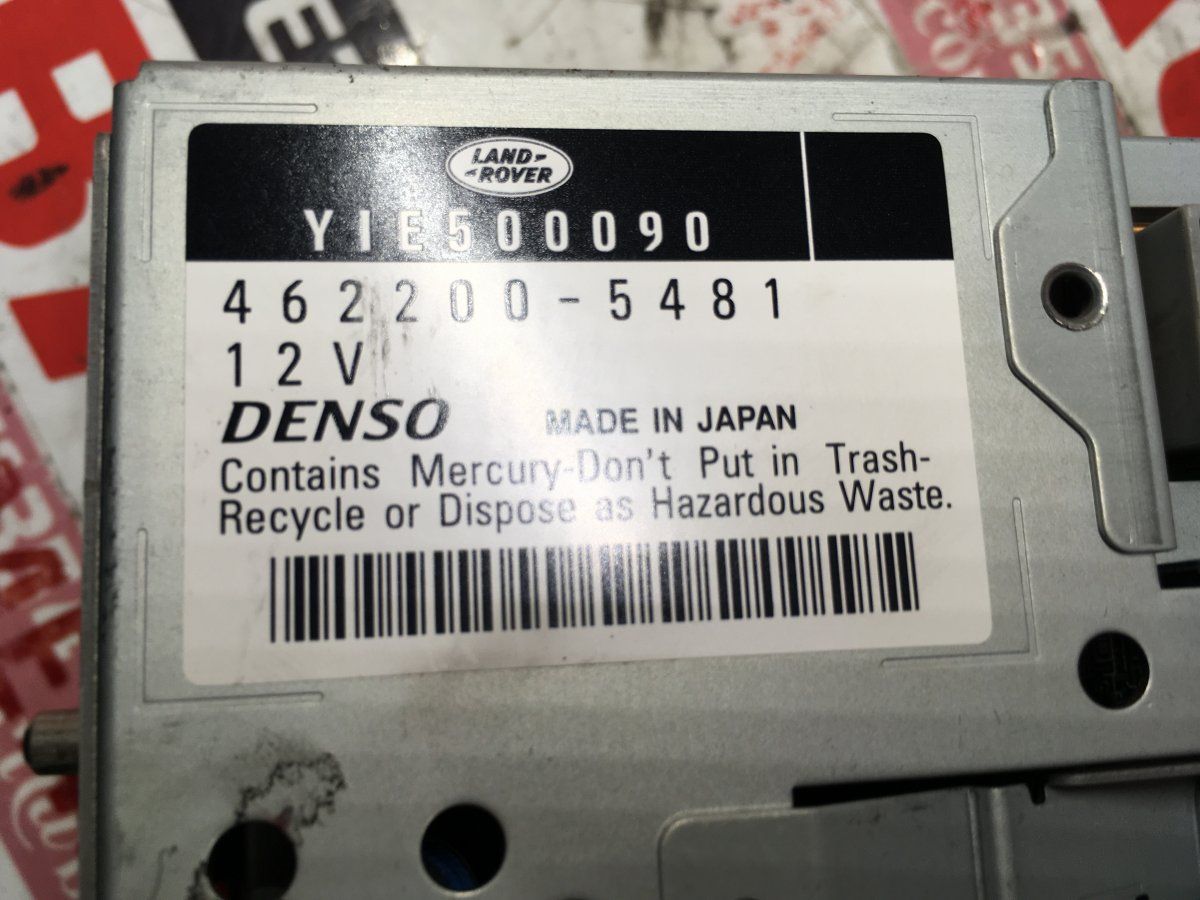 LAND-
-ROVER
YIE500090
462200-5481
12V
DENSO MADE IN JAPAN
Contains Mercury-Don't Put in Trash-
Recycle or Dispose as Hazardous Waste.